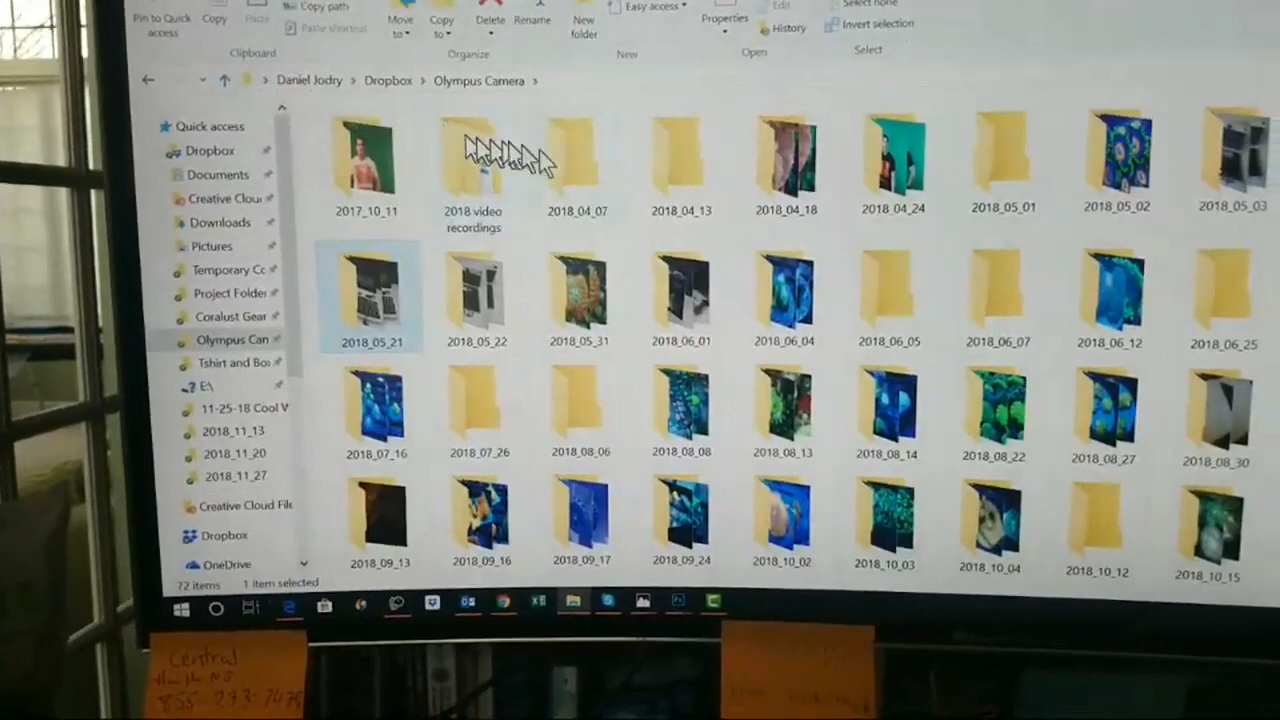 Pin to Quick access
Copy
Paste
Copy path
Paste shortcut
Move to
Copy to
Delete
Rename
New folder
Easy access
Properties
Edit
History
Select none
Invert selection
Clipboard
Organize
New
Open
Select
Daniel Jodry > Dropbox > Olympus Camera >
Quick access
Dropbox
Documents
Creative Clou
Downloads
Pictures
Temporary Cc
Project Folder
Coralust Gear
Olympus Can
Tshirt and Bo
E:\
11-25-18 Cool V
2018_11_13
2018_11_20
2018_11_27
Creative Cloud File
Dropbox
OneDrive
72 items 1 item selected
2017_10_11
2018 video recordings
2018_04_07
2018_04_13
2018_04_18
2018_04_24
2018_05_01
2018_05_02
2018_05_03
2018_05_21
2018_05_22
2018_05_31
2018_06_01
2018_06_04
2018_06_05
2018_06_07
2018_06_12
2018_06_25
2018_07_16
2018_07_26
2018_08_06
2018_08_08
2018_08_13
2018_08_14
2018_08_22
2018_08_27
2018_08_30
2018_09_13
2018_09_16
2018_09_17
2018_09_24
2018_10_02
2018_10_03
2018_10_04
2018_10_12
2018_10_15
Central